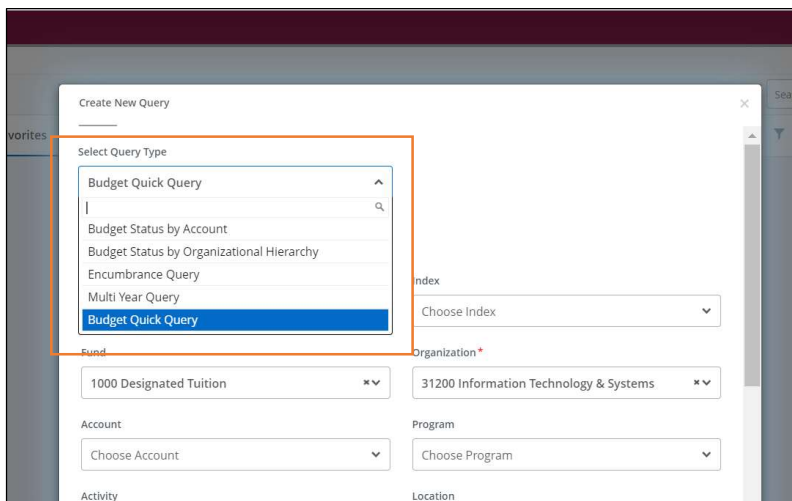 Sea
Create New Query
×
vorites
Select Query Type
Budget Quick Query
Budget Status by Account
Budget Status by Organizational Hierarchy
Encumbrance Query
Multi Year Query
Budget Quick Query
Index
Choose Index
Fund
Organization *
1000 Designated Tuition
31200 Information Technology & Systems
Account
Program
Choose Account
Choose Program
Activity
Location